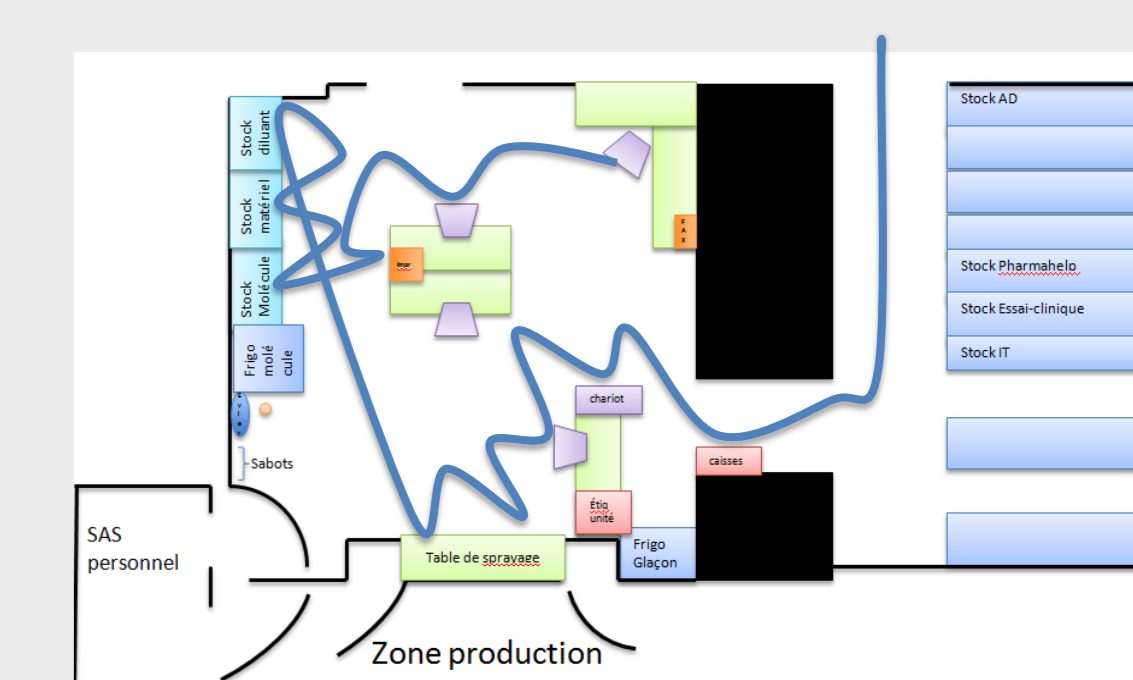 Stock AD
Stock
diluant
Stock
matériel
FAX
Stock
Molécule
Stock Pharmahelp
Stock Essai-clinique
Frigo
molé
cule
Stock IT
chariot
Sabots
caisses
Étiq
unité
SAS
personnel
Table de sprayage
Frigo
Glaçon
Zone production